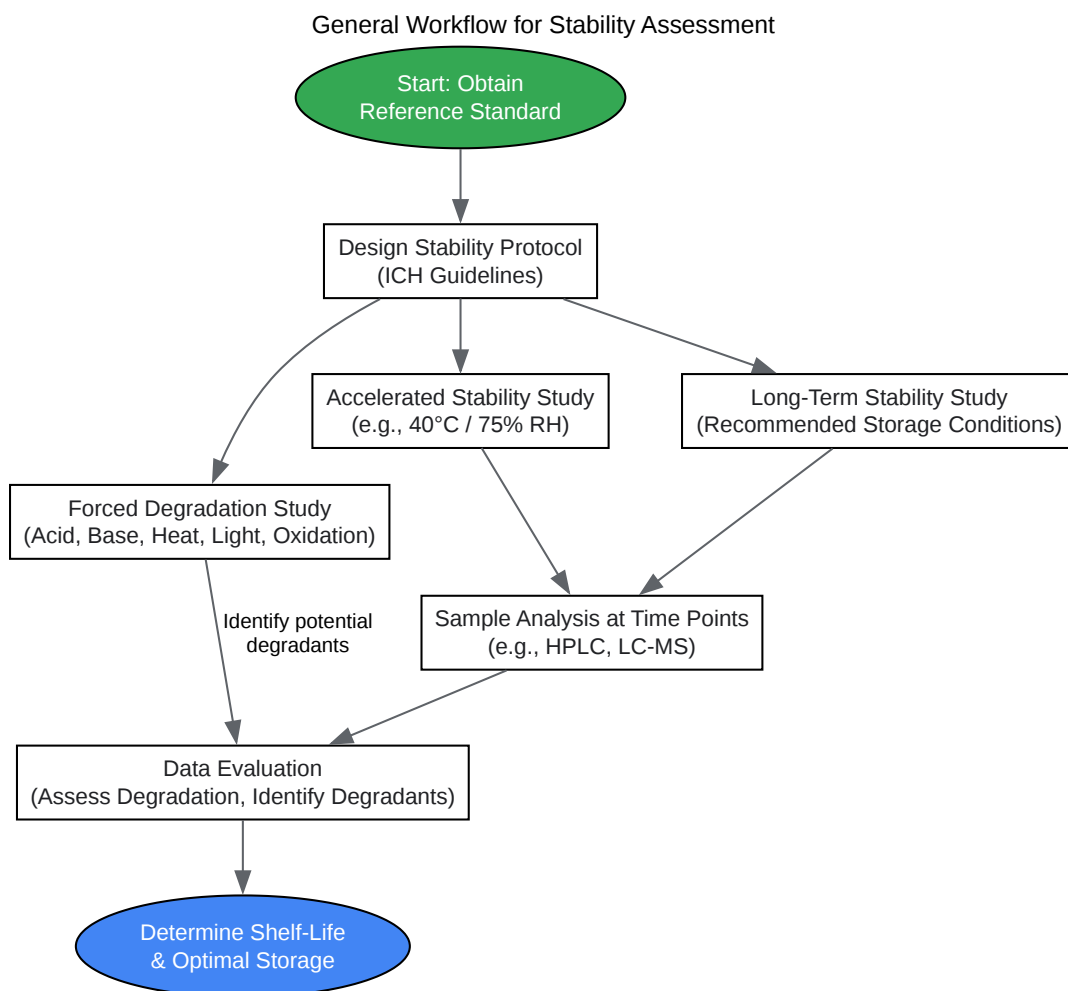 General Workflow for Stability Assessment
Start: Obtain
Reference Standard
Design Stability Protocol
(ICH Guidelines)
Accelerated Stability Study
(e.g., 40°C / 75% RH)
Long-Term Stability Study
(Recommended Storage Conditions)
Forced Degradation Study
(Acid, Base, Heat, Light, Oxidation)
Identify potential
degradants
Sample Analysis at Time Points
(e.g., HPLC, LC-MS)
Data Evaluation
(Assess Degradation, Identify Degradants)
Determine Shelf-Life
& Optimal Storage